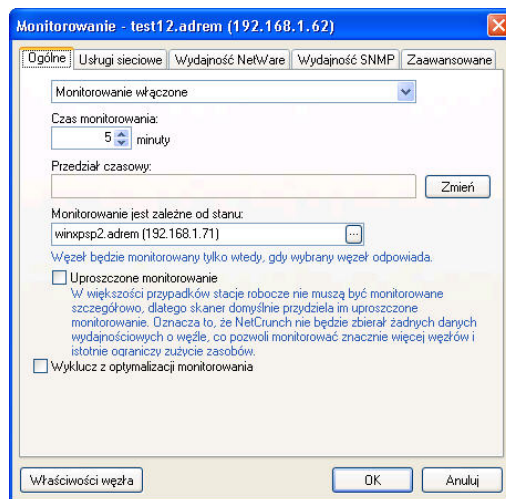 Monitorowanie - test12.adrem (192.168.1.62)
Ogólne Usługi sieciowe Wydajność NetWare Wydajność SNMP Zaawansowane
Monitorowanie włączone
Czas monitorowania:
5 minuty
Przedział czasowy:
Zmień
Monitorowanie jest zależne od stanu:
winxpsp2.adrem (192.168.1.71) ...
Węzeł będzie monitorowany tylko wtedy, gdy wybrany węzeł odpowiada.
Uproszczone monitorowanie
W większości przypadków stacje robocze nie muszą być monitorowane
szczegółowo, dlatego skaner domyślnie przydziela im uproszczone
monitorowanie. Oznacza to, że NetCrunch nie będzie zbierał żadnych danych
wydajnościowych o węźle, co pozwoli monitorować znacznie więcej węzłów i
istotnie ograniczy zużycie zasobów.
Wyklucz z optymalizacji monitorowania
Właściwości węzła OK Anuluj